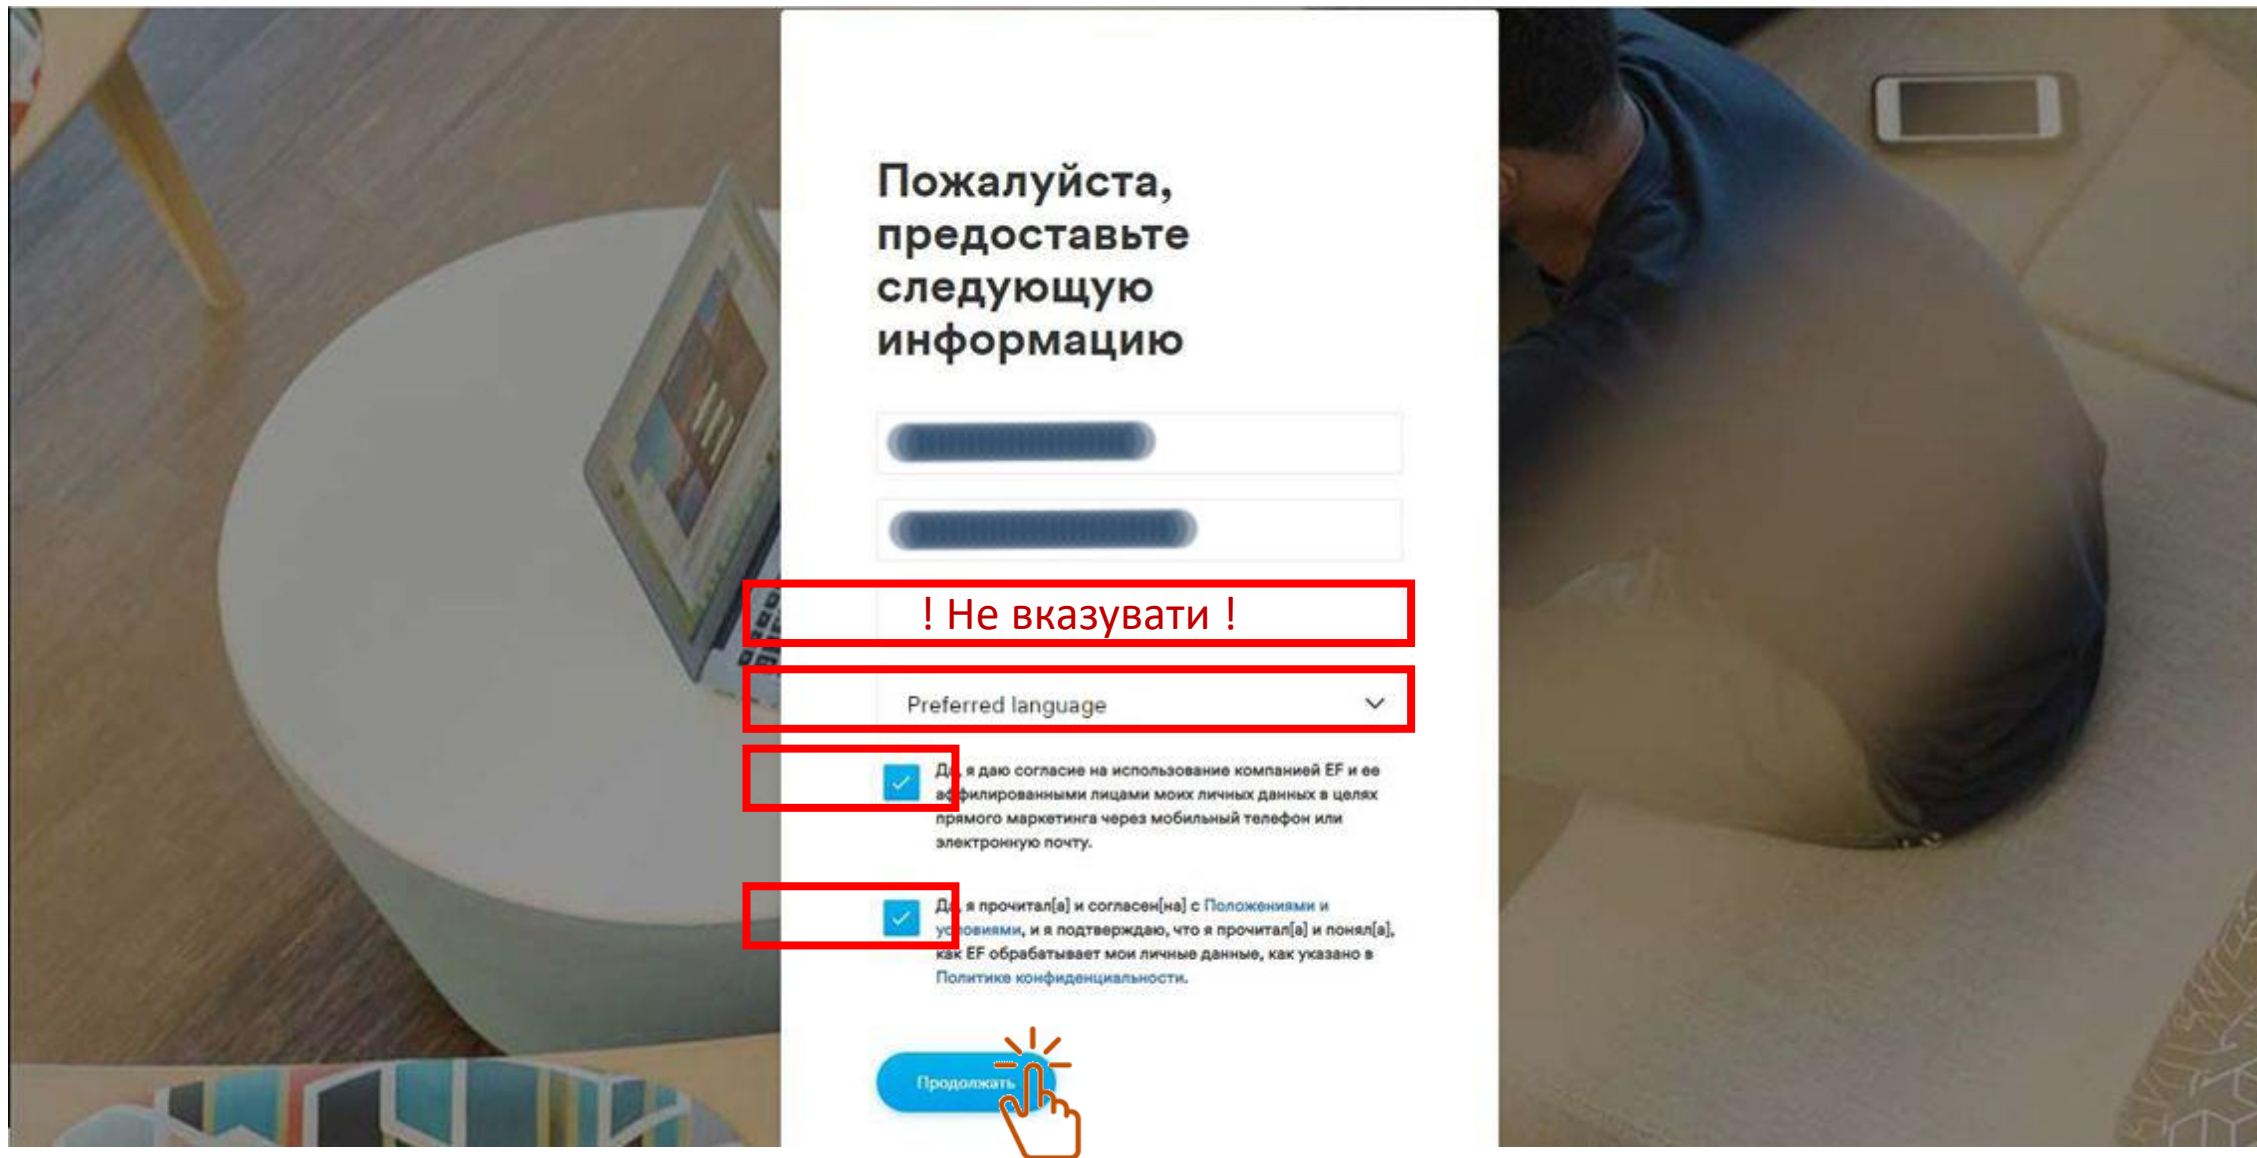 Пожалуйста,
предоставьте
следующую
информацию
! Не вказувати !
Preferred language
Да, я даю согласие на использование компанией EF и ее
аффилированными лицами моих личных данных в целях
прямого маркетинга через мобильный телефон или
электронную почту.
Да, я прочитал[а] и согласен[на] с Положениями и
условиями, и я подтверждаю, что я прочитал[а] и понял[а],
как EF обрабатывает мои личные данные, как указано в
Политике конфиденциальности.
Продолжать